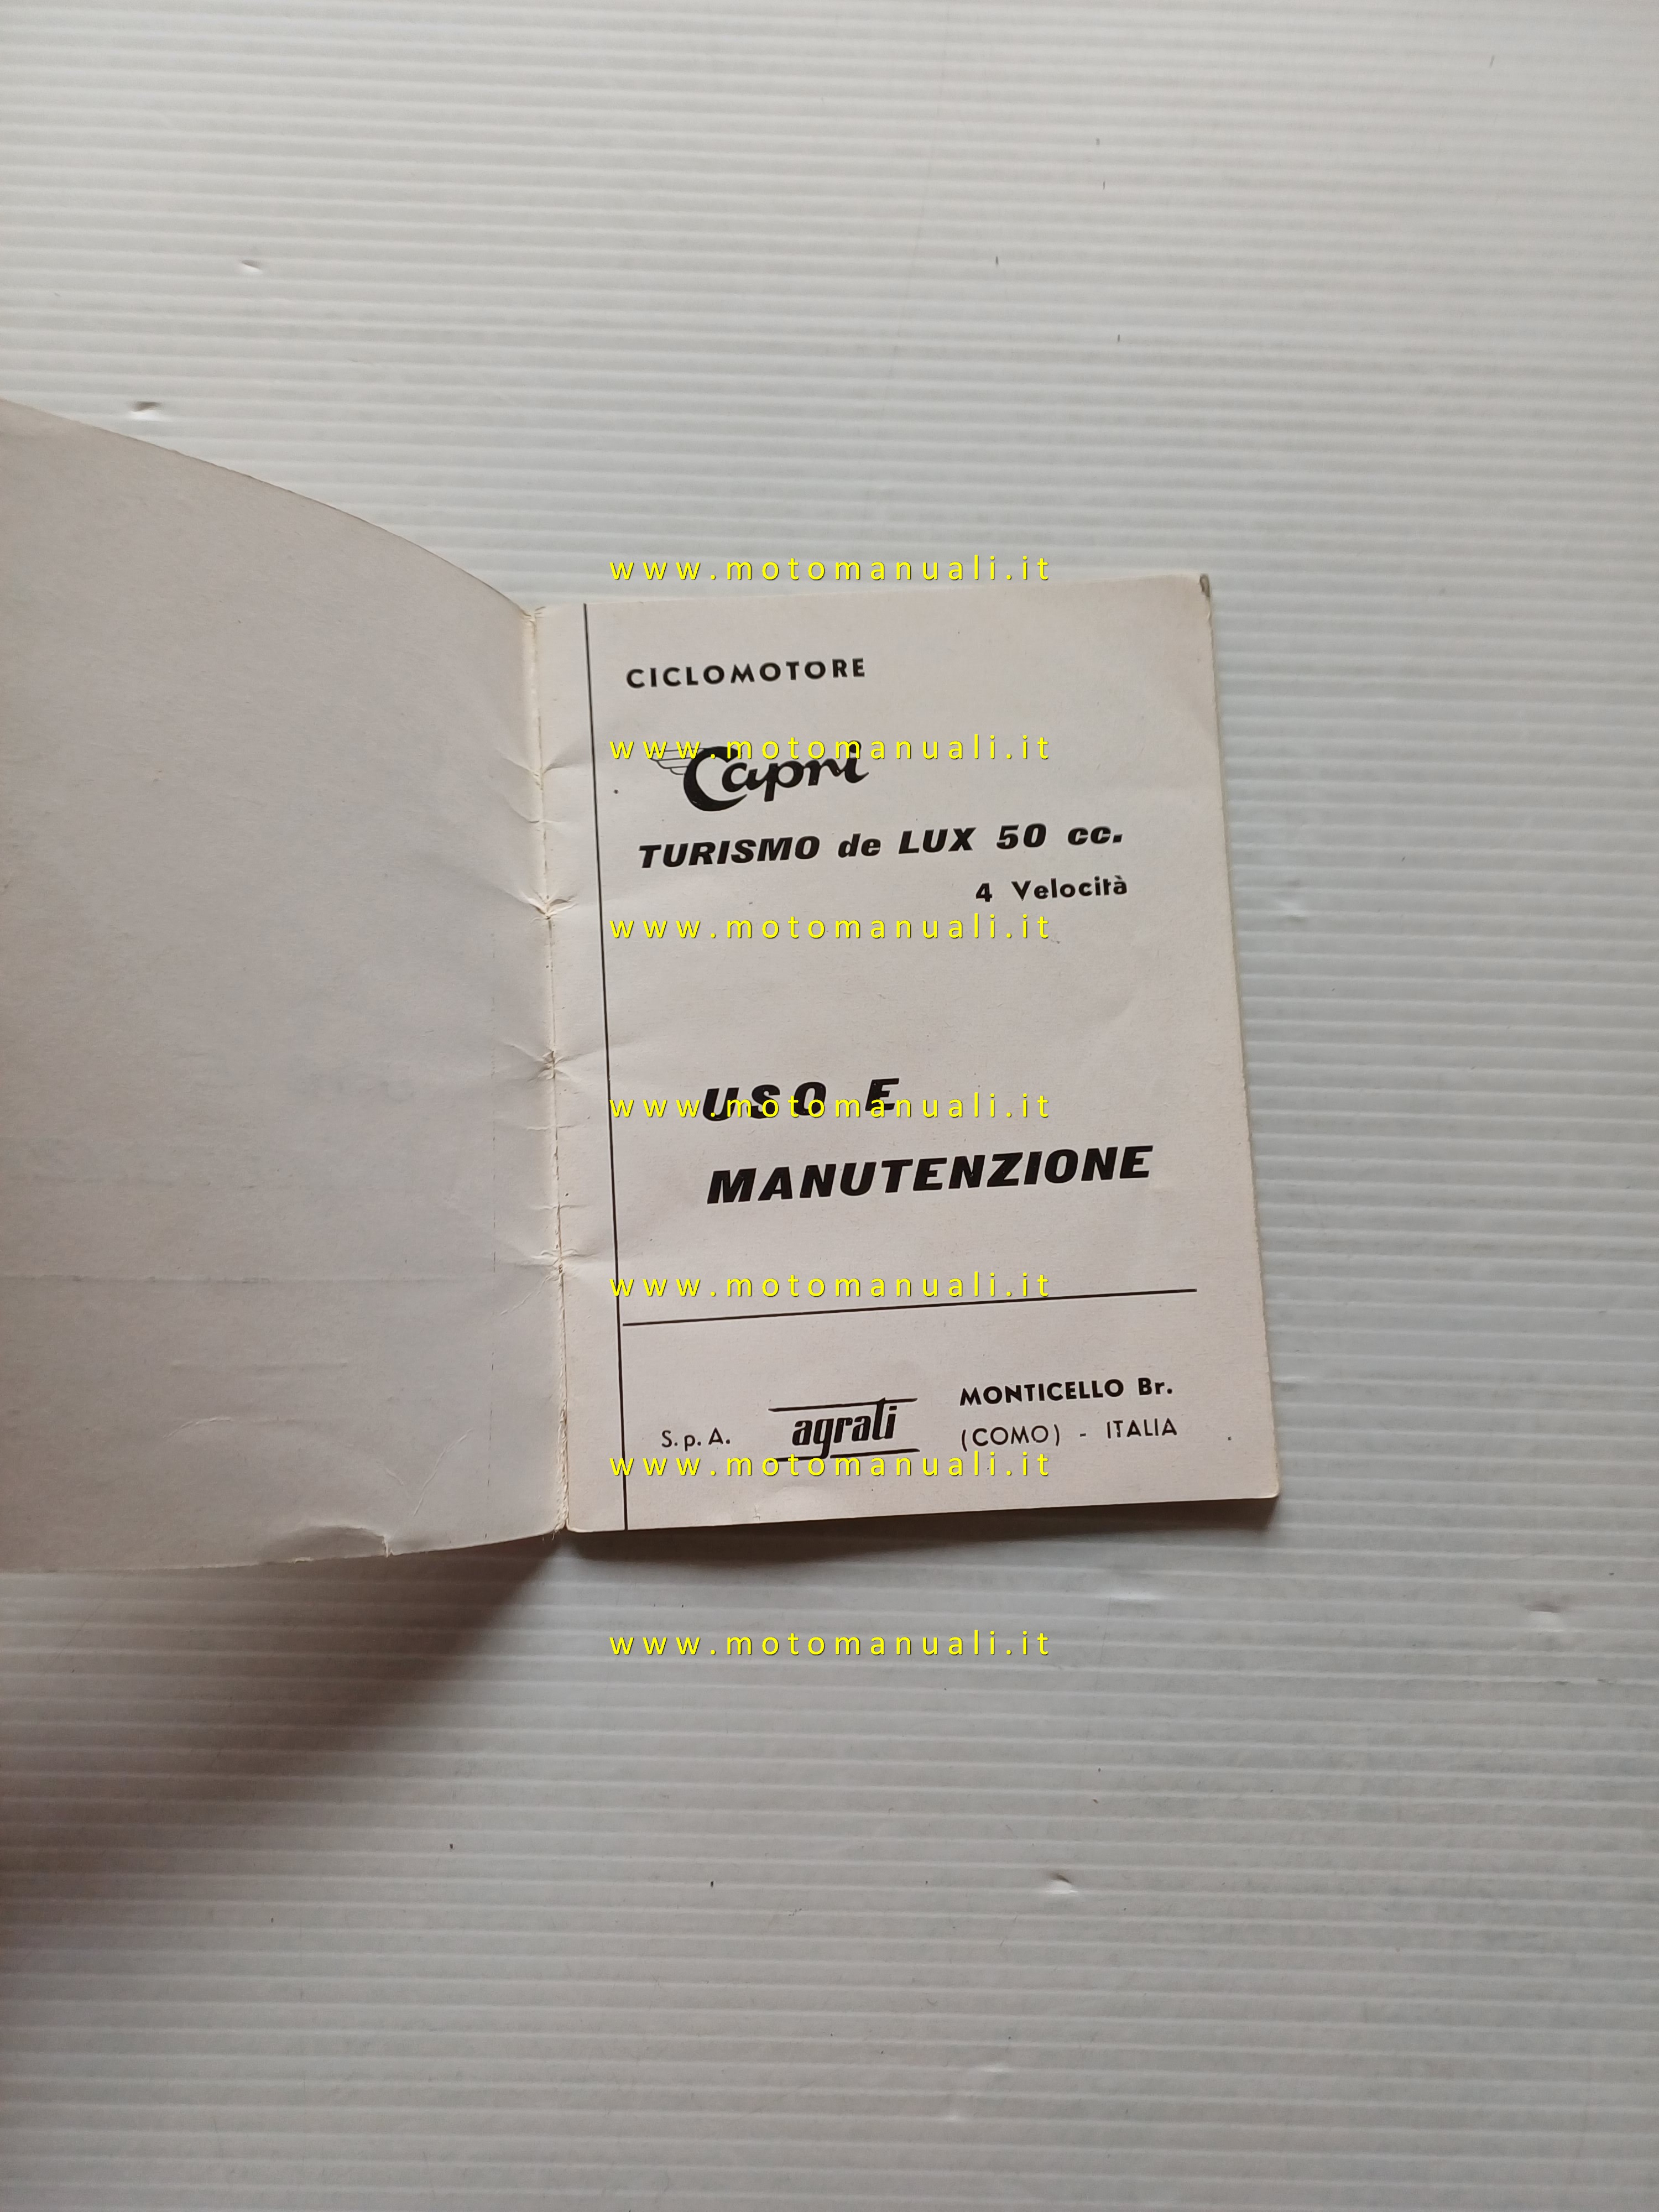 www.motomanuali.it
CICLOMOTORE
www.motomanuali.it
Capri
TURISMO de LUX 50 cc.
4 Velocità
www.motomanuali.it
USO E
www.motomanuali.it
MANUTENZIONE
www.motomanuali.it
S.p.A. agrati MONTICELLO Br.
(COMO) - ITALIA
www.motomanuali.it
www.motomanuali.it